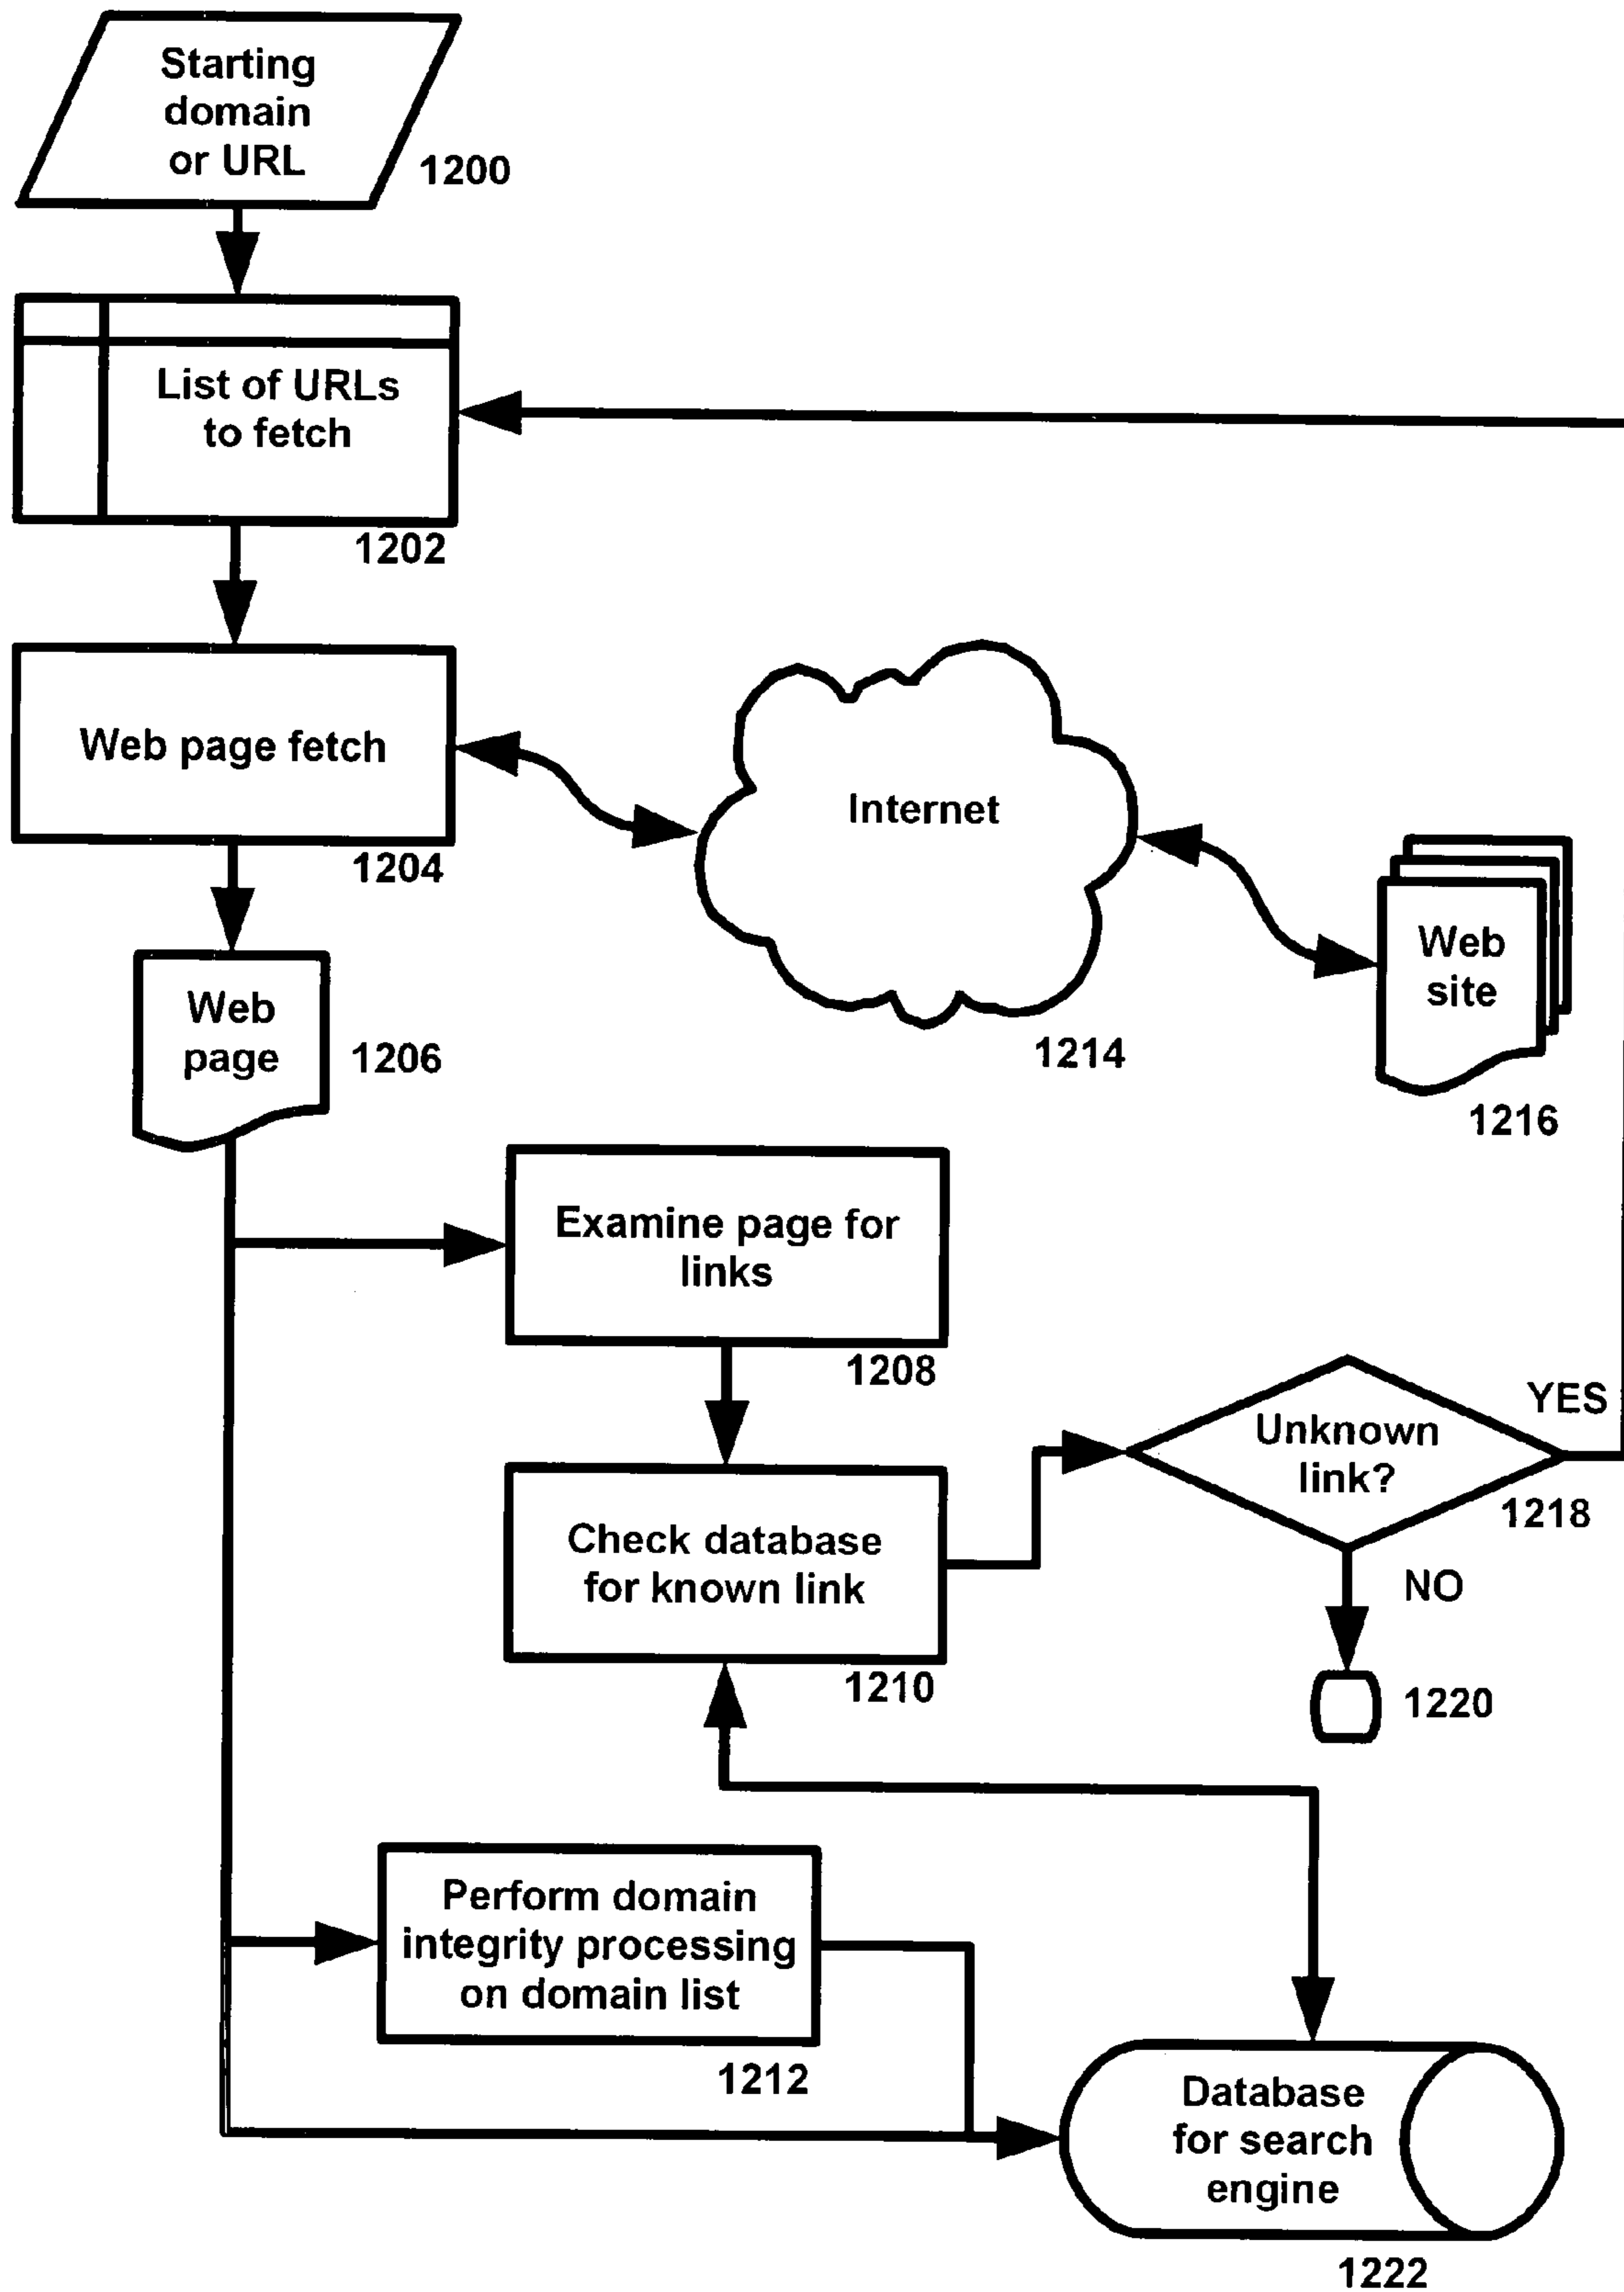 Starting
domain
or URL
1200
List of URLs
to fetch
1202
Web page fetch
1204
Internet
1214
Web
site
1216
Web
page
1206
Examine page for
links
1208
Unknown
link?
YES
1218
NO
1220
Check database
for known link
1210
Perform domain
integrity processing
on domain list
1212
Database
for search
engine
1222